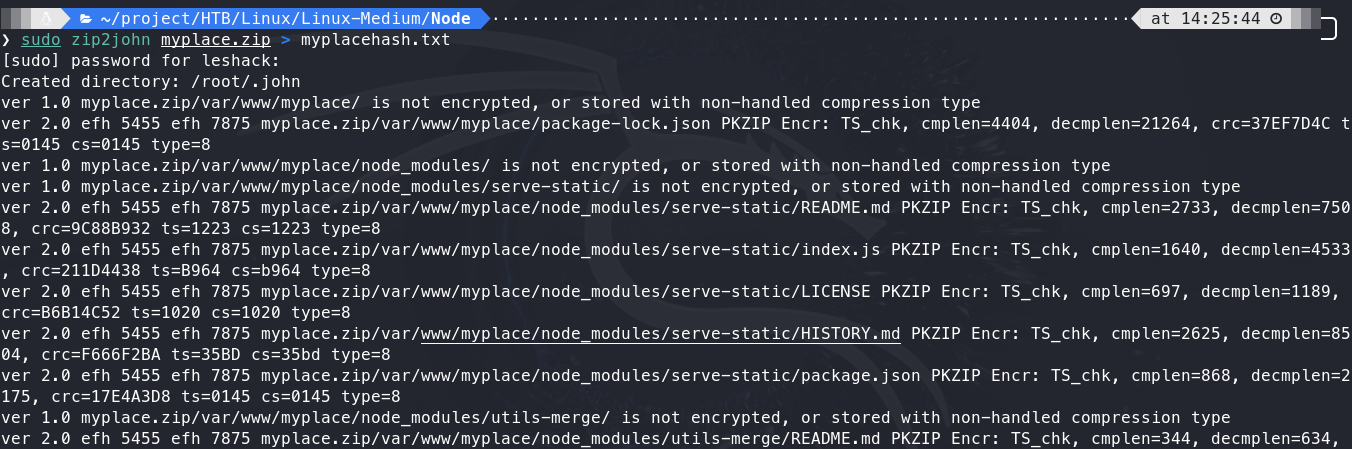 ~/project/HTB/Linux/Linux-Medium/Node at 14:25:44
❯ sudo zip2john myplace.zip > myplacehash.txt
[sudo] password for leshack:
Created directory: /root/.john
ver 1.0 myplace.zip/var/www/myplace/ is not encrypted, or stored with non-handled compression type
ver 2.0 efh 5455 efh 7875 myplace.zip/var/www/myplace/package-lock.json PKZIP Encr: TS_chk, cmplen=4404, decmplen=21264, crc=37EF7D4C t
s=0145 cs=0145 type=8
ver 1.0 myplace.zip/var/www/myplace/node_modules/ is not encrypted, or stored with non-handled compression type
ver 1.0 myplace.zip/var/www/myplace/node_modules/serve-static/ is not encrypted, or stored with non-handled compression type
ver 2.0 efh 5455 efh 7875 myplace.zip/var/www/myplace/node_modules/serve-static/README.md PKZIP Encr: TS_chk, cmplen=2733, decmplen=750
8, crc=9C88B932 ts=1223 cs=1223 type=8
ver 2.0 efh 5455 efh 7875 myplace.zip/var/www/myplace/node_modules/serve-static/index.js PKZIP Encr: TS_chk, cmplen=1640, decmplen=4533
, crc=211D4438 ts=B964 cs=b964 type=8
ver 2.0 efh 5455 efh 7875 myplace.zip/var/www/myplace/node_modules/serve-static/LICENSE PKZIP Encr: TS_chk, cmplen=697, decmplen=1189,
crc=B6B14C52 ts=1020 cs=1020 type=8
ver 2.0 efh 5455 efh 7875 myplace.zip/var/www/myplace/node_modules/serve-static/HISTORY.md PKZIP Encr: TS_chk, cmplen=2625, decmplen=85
04, crc=F666F2BA ts=35BD cs=35bd type=8
ver 2.0 efh 5455 efh 7875 myplace.zip/var/www/myplace/node_modules/serve-static/package.json PKZIP Encr: TS_chk, cmplen=868, decmplen=2
175, crc=17E4A3D8 ts=0145 cs=0145 type=8
ver 1.0 myplace.zip/var/www/myplace/node_modules/utils-merge/ is not encrypted, or stored with non-handled compression type
ver 2.0 efh 5455 efh 7875 myplace.zip/var/www/myplace/node_modules/utils-merge/README.md PKZIP Encr: TS_chk, cmplen=344, decmplen=634,